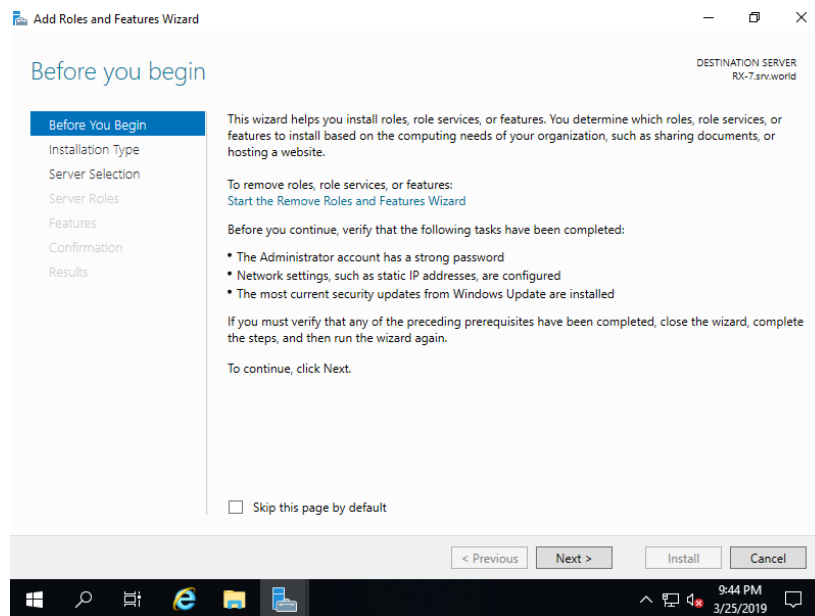 Add Roles and Features Wizard
Before you begin
DESTINATION SERVER
RX-7.srv.world
Before You Begin
Installation Type
Server Selection
Server Roles
Features
Confirmation
Results
This wizard helps you install roles, role services, or features. You determine which roles, role services, or
features to install based on the computing needs of your organization, such as sharing documents, or
hosting a website.
To remove roles, role services, or features:
Start the Remove Roles and Features Wizard
Before you continue, verify that the following tasks have been completed:
• The Administrator account has a strong password
• Network settings, such as static IP addresses, are configured
• The most current security updates from Windows Update are installed
If you must verify that any of the preceding prerequisites have been completed, close the wizard, complete
the steps, and then run the wizard again.
To continue, click Next.
Skip this page by default
< Previous
Next >
Install
Cancel
9:44 PM
3/25/2019